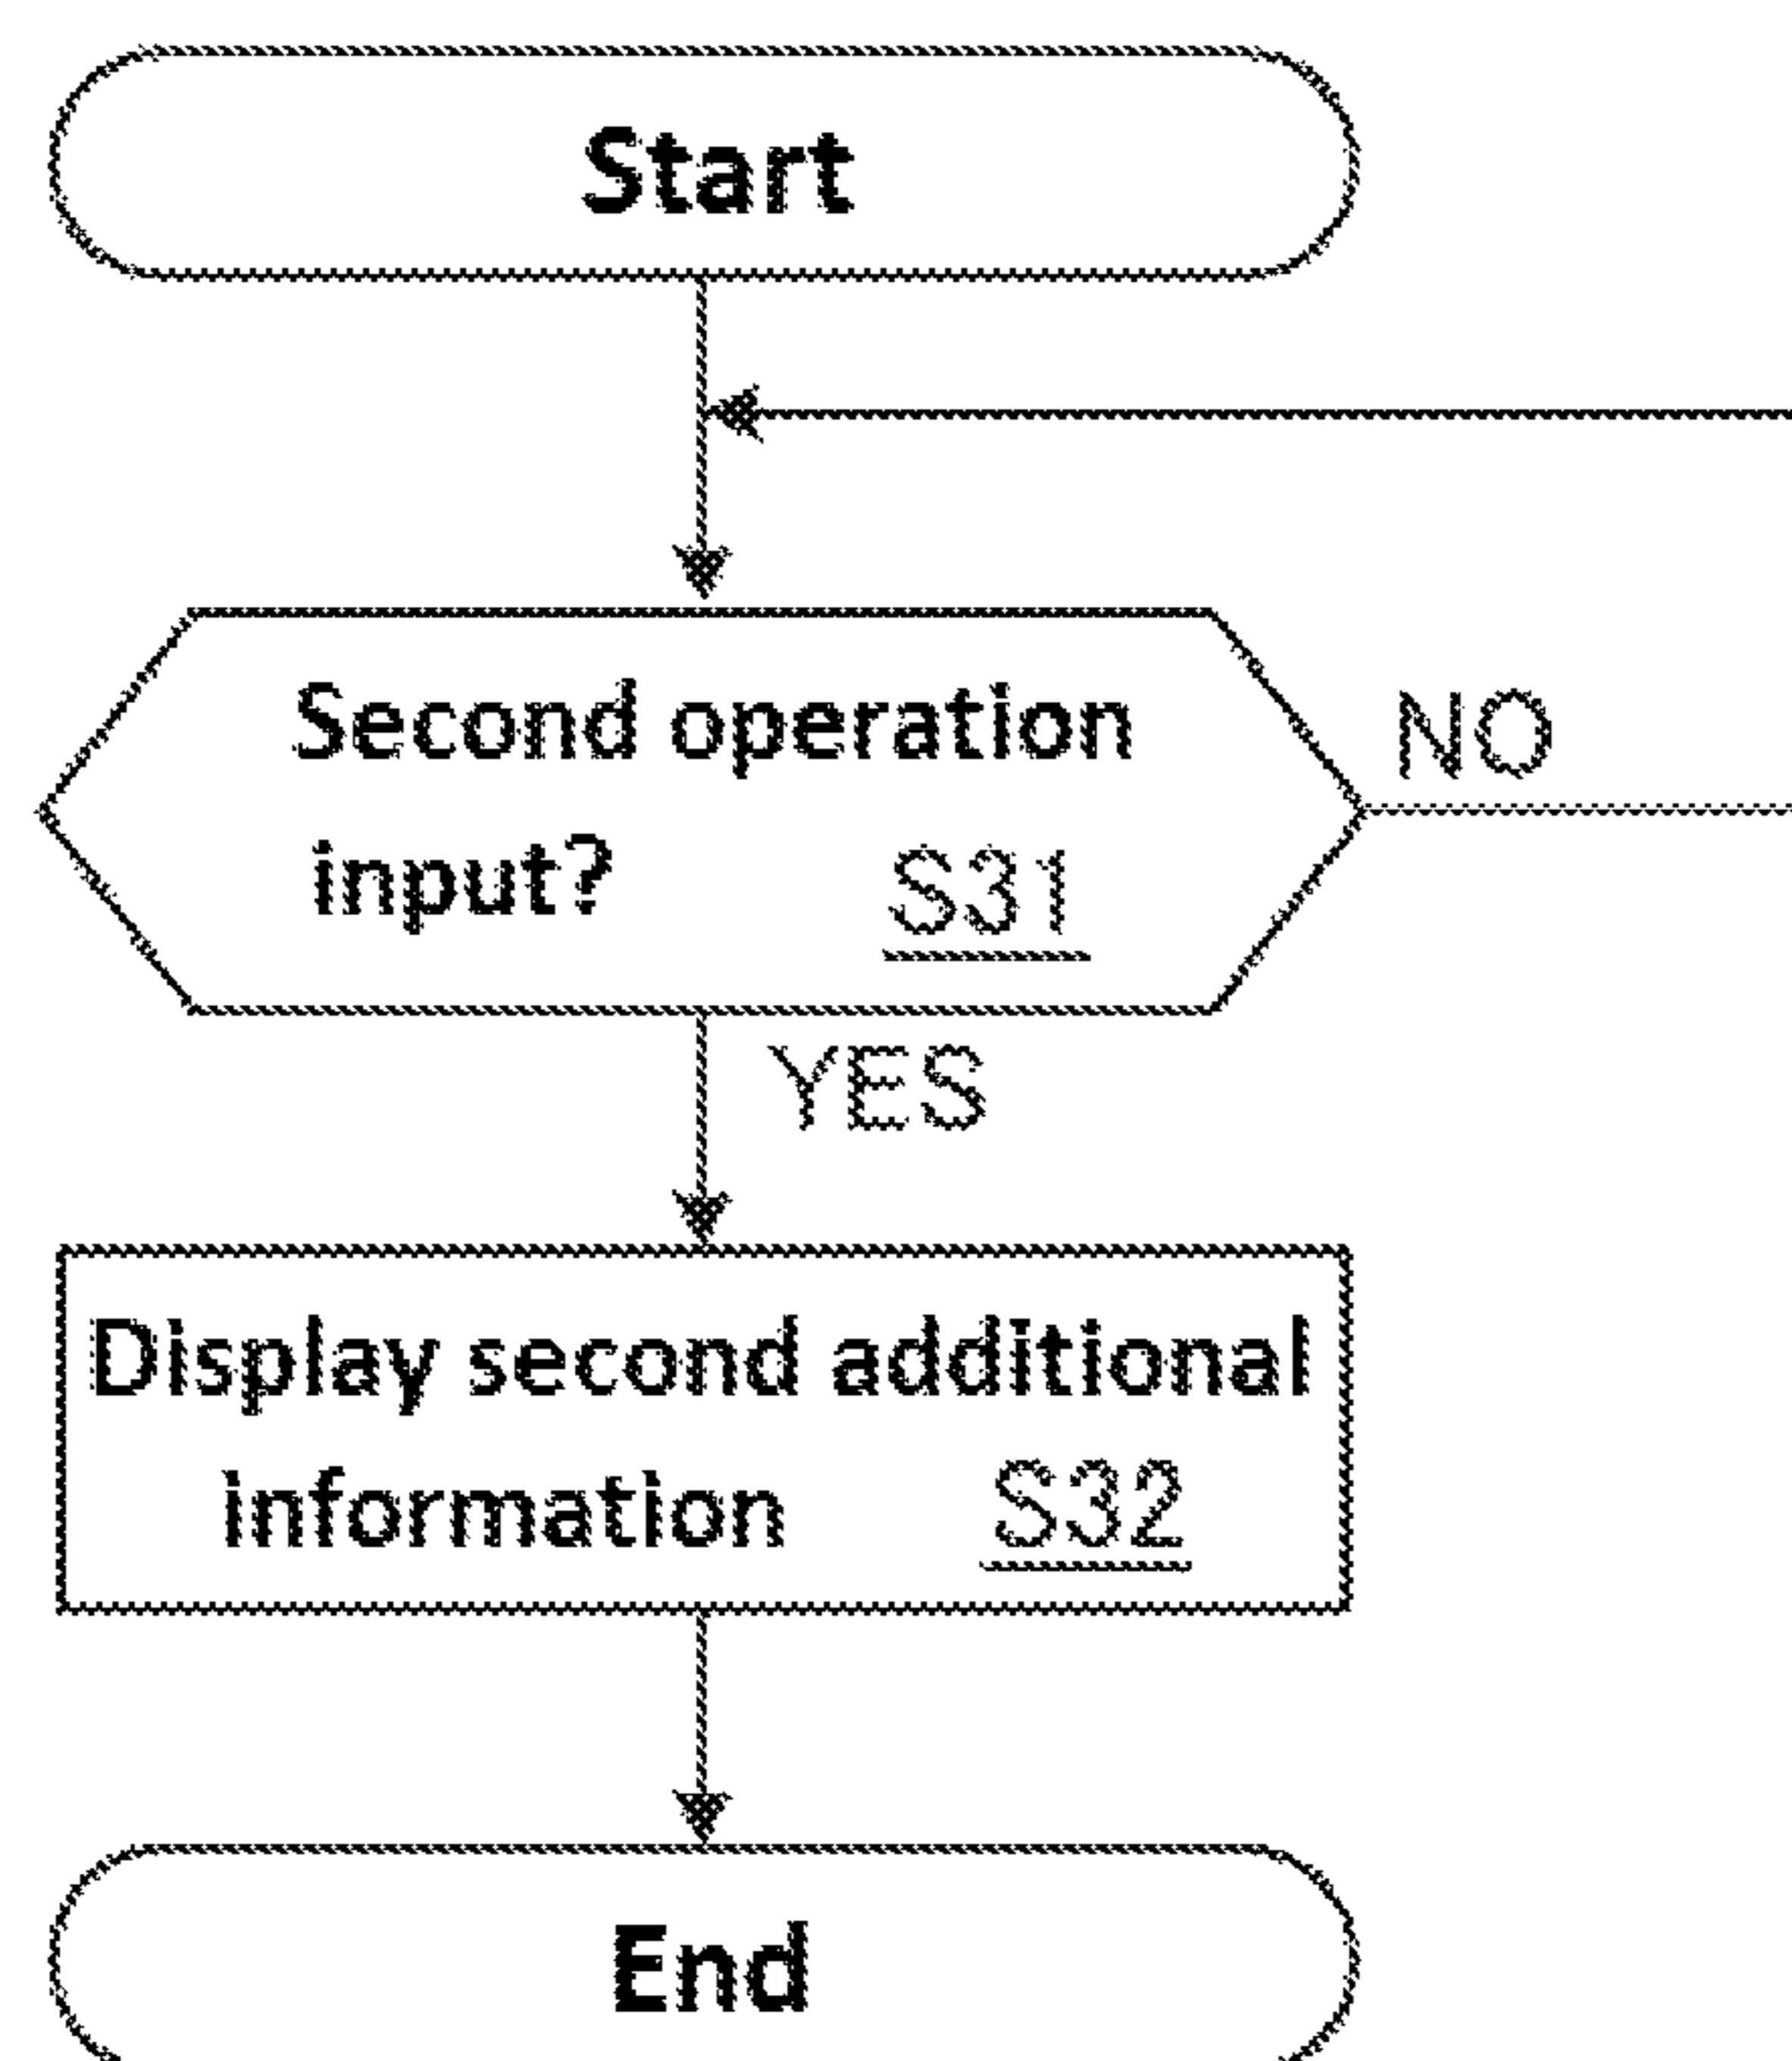 Start
Second operation
NO
input? S31
YES
Display second additional
information S32
End